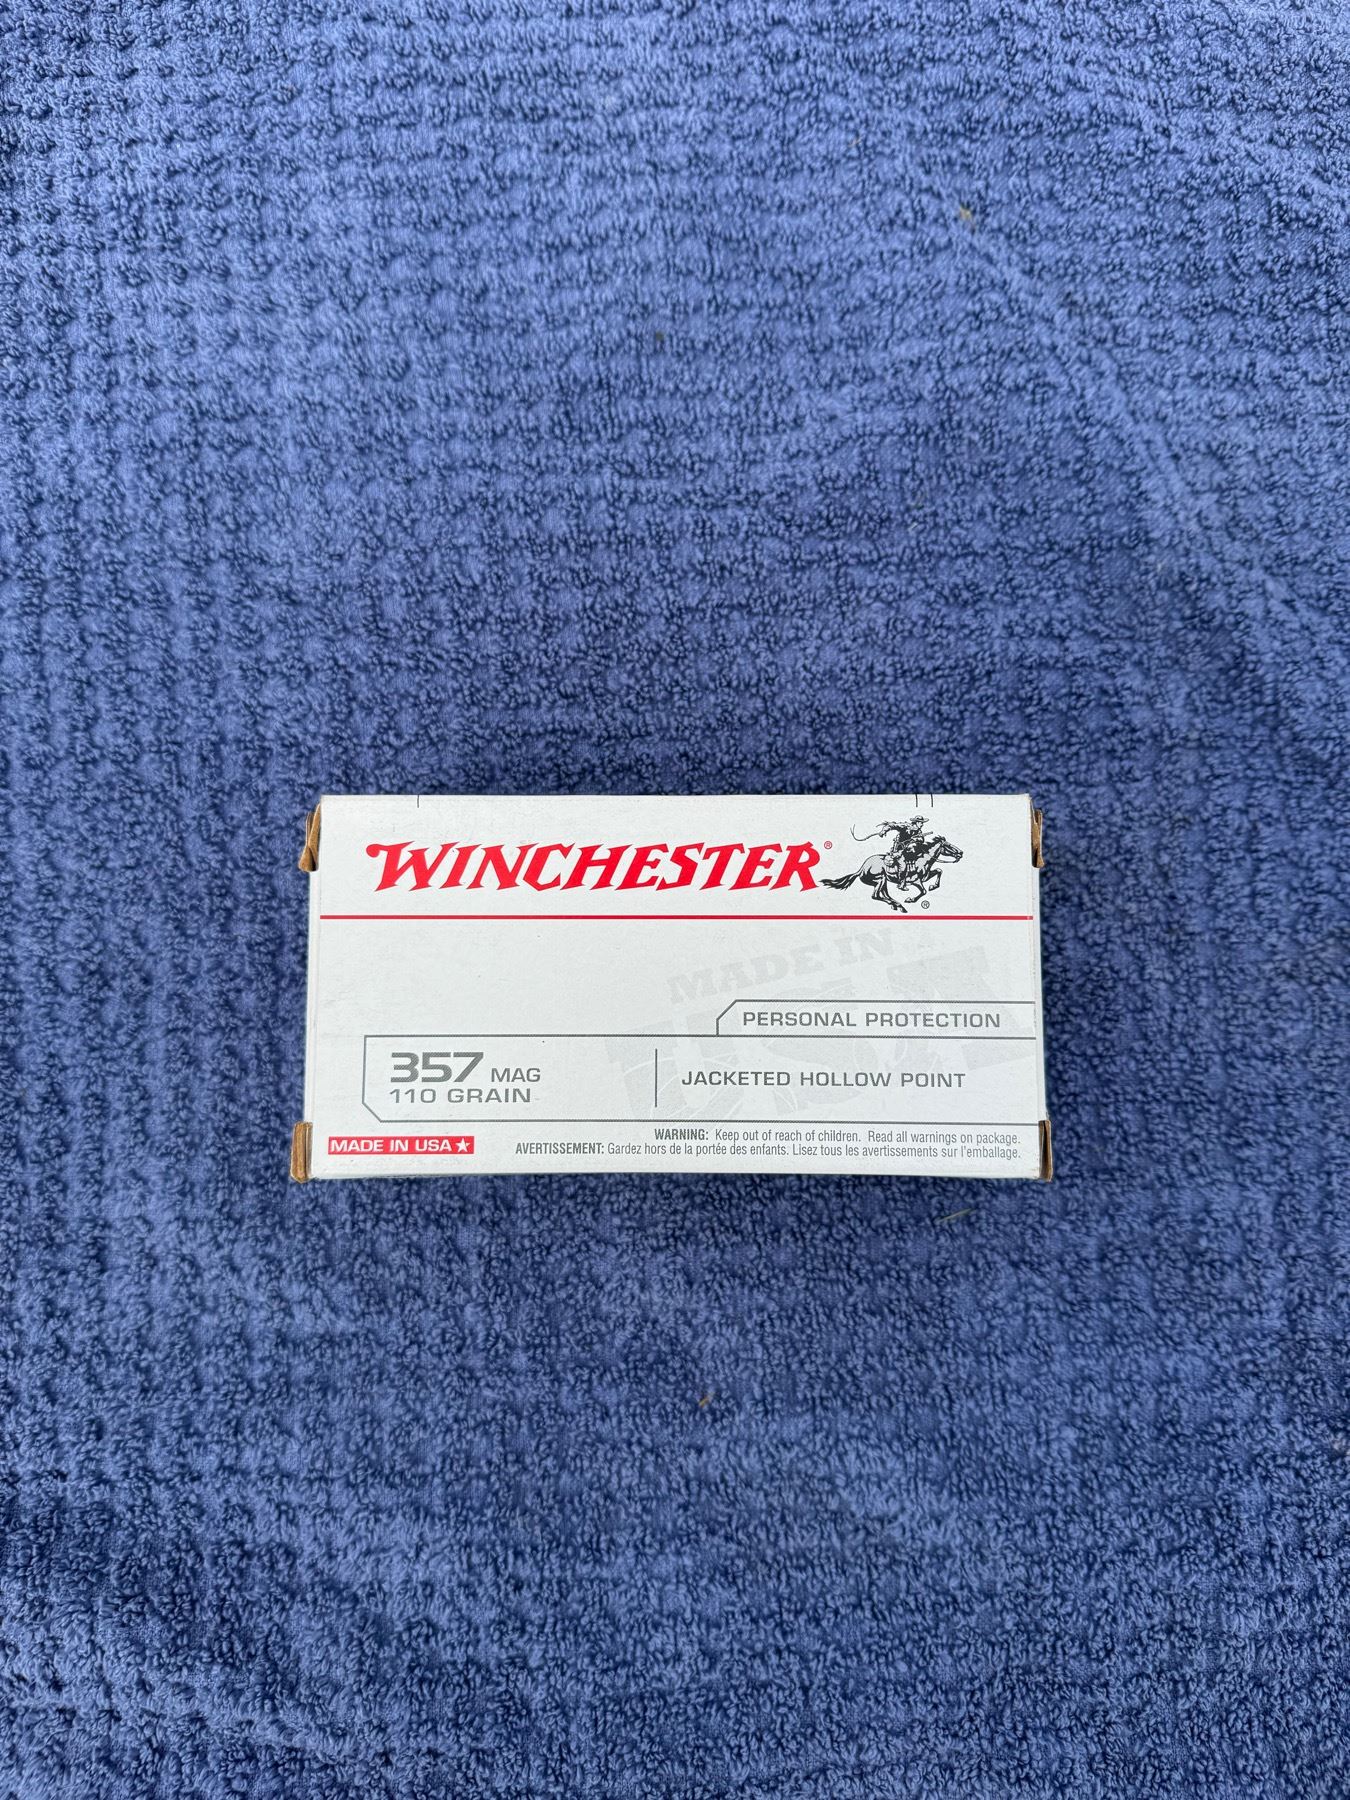 WINCHESTER®
®
MADE IN
USA
PERSONAL PROTECTION
357 MAG
110 GRAIN
JACKETED HOLLOW POINT
MADE IN USA
WARNING: Keep out of reach of children. Read all warnings on package.
AVERTISSEMENT: Gardez hors de la portée des enfants. Lisez tous les avertissements sur l'emballage.